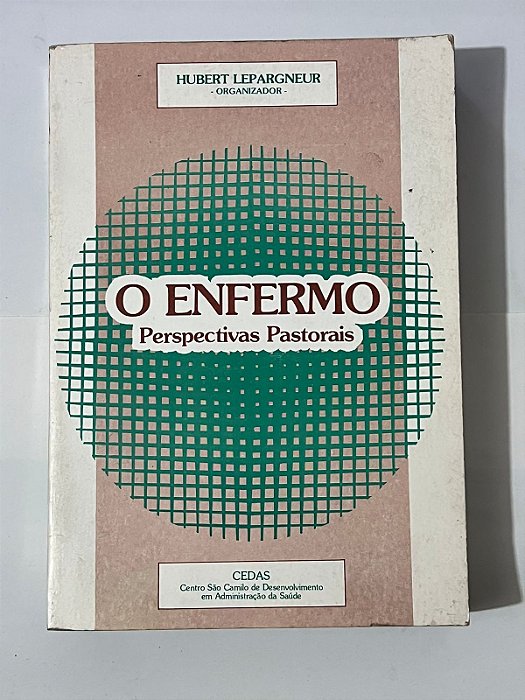 HUBERT LEPARGNEUR
- ORGANIZADOR -
O ENFERMO
Perspectivas Pastorais
CEDAS
Centro São Camilo de Desenvolvimento
em Administração da Saúde